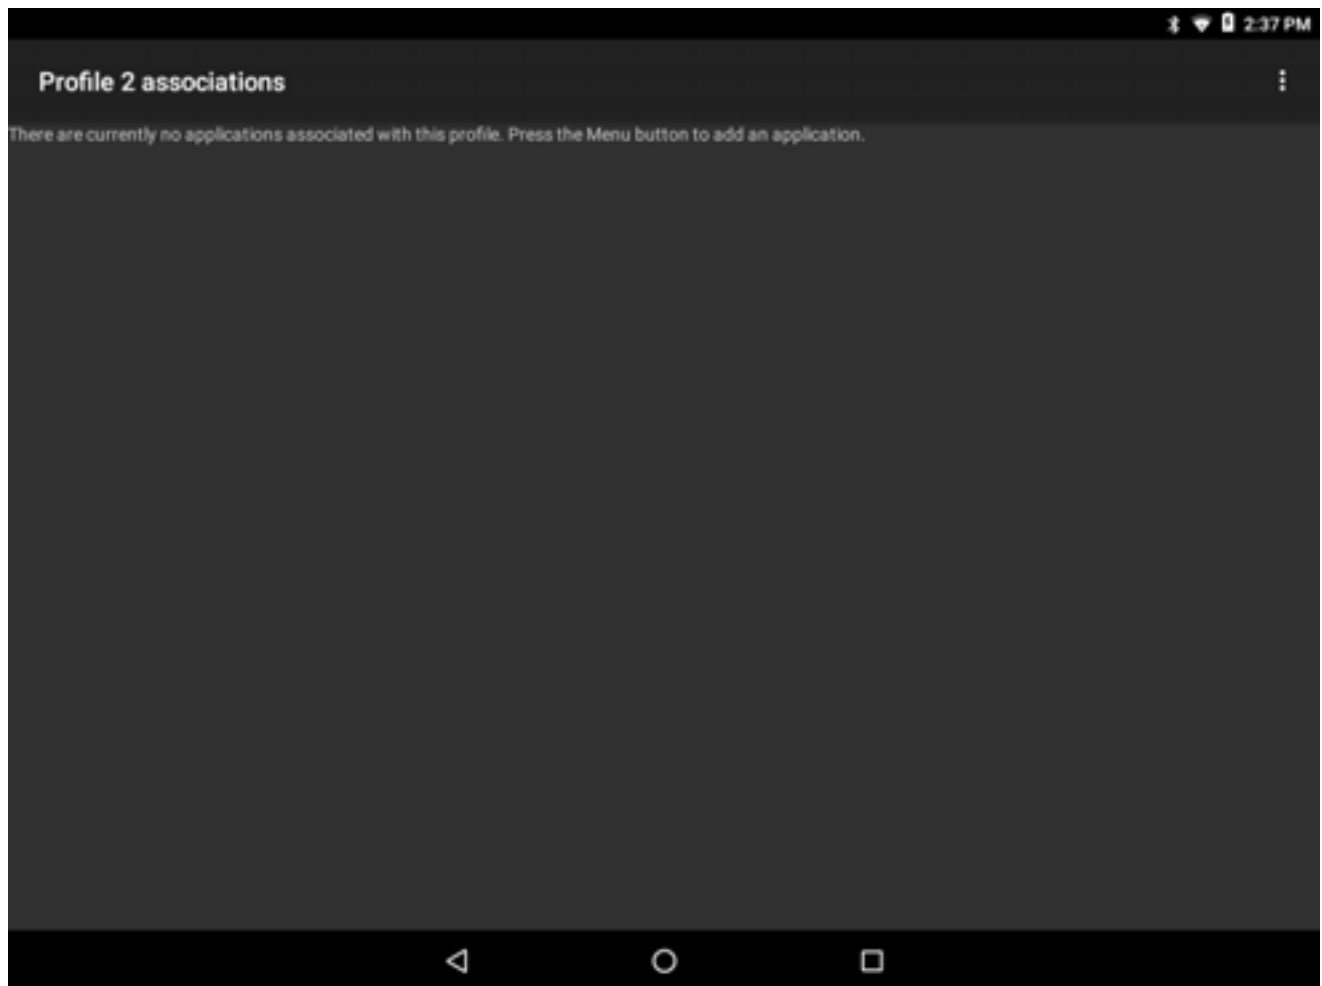 2:37 PM
Profile 2 associations
There are currently no applications associated with this profile. Press the Menu button to add an application.